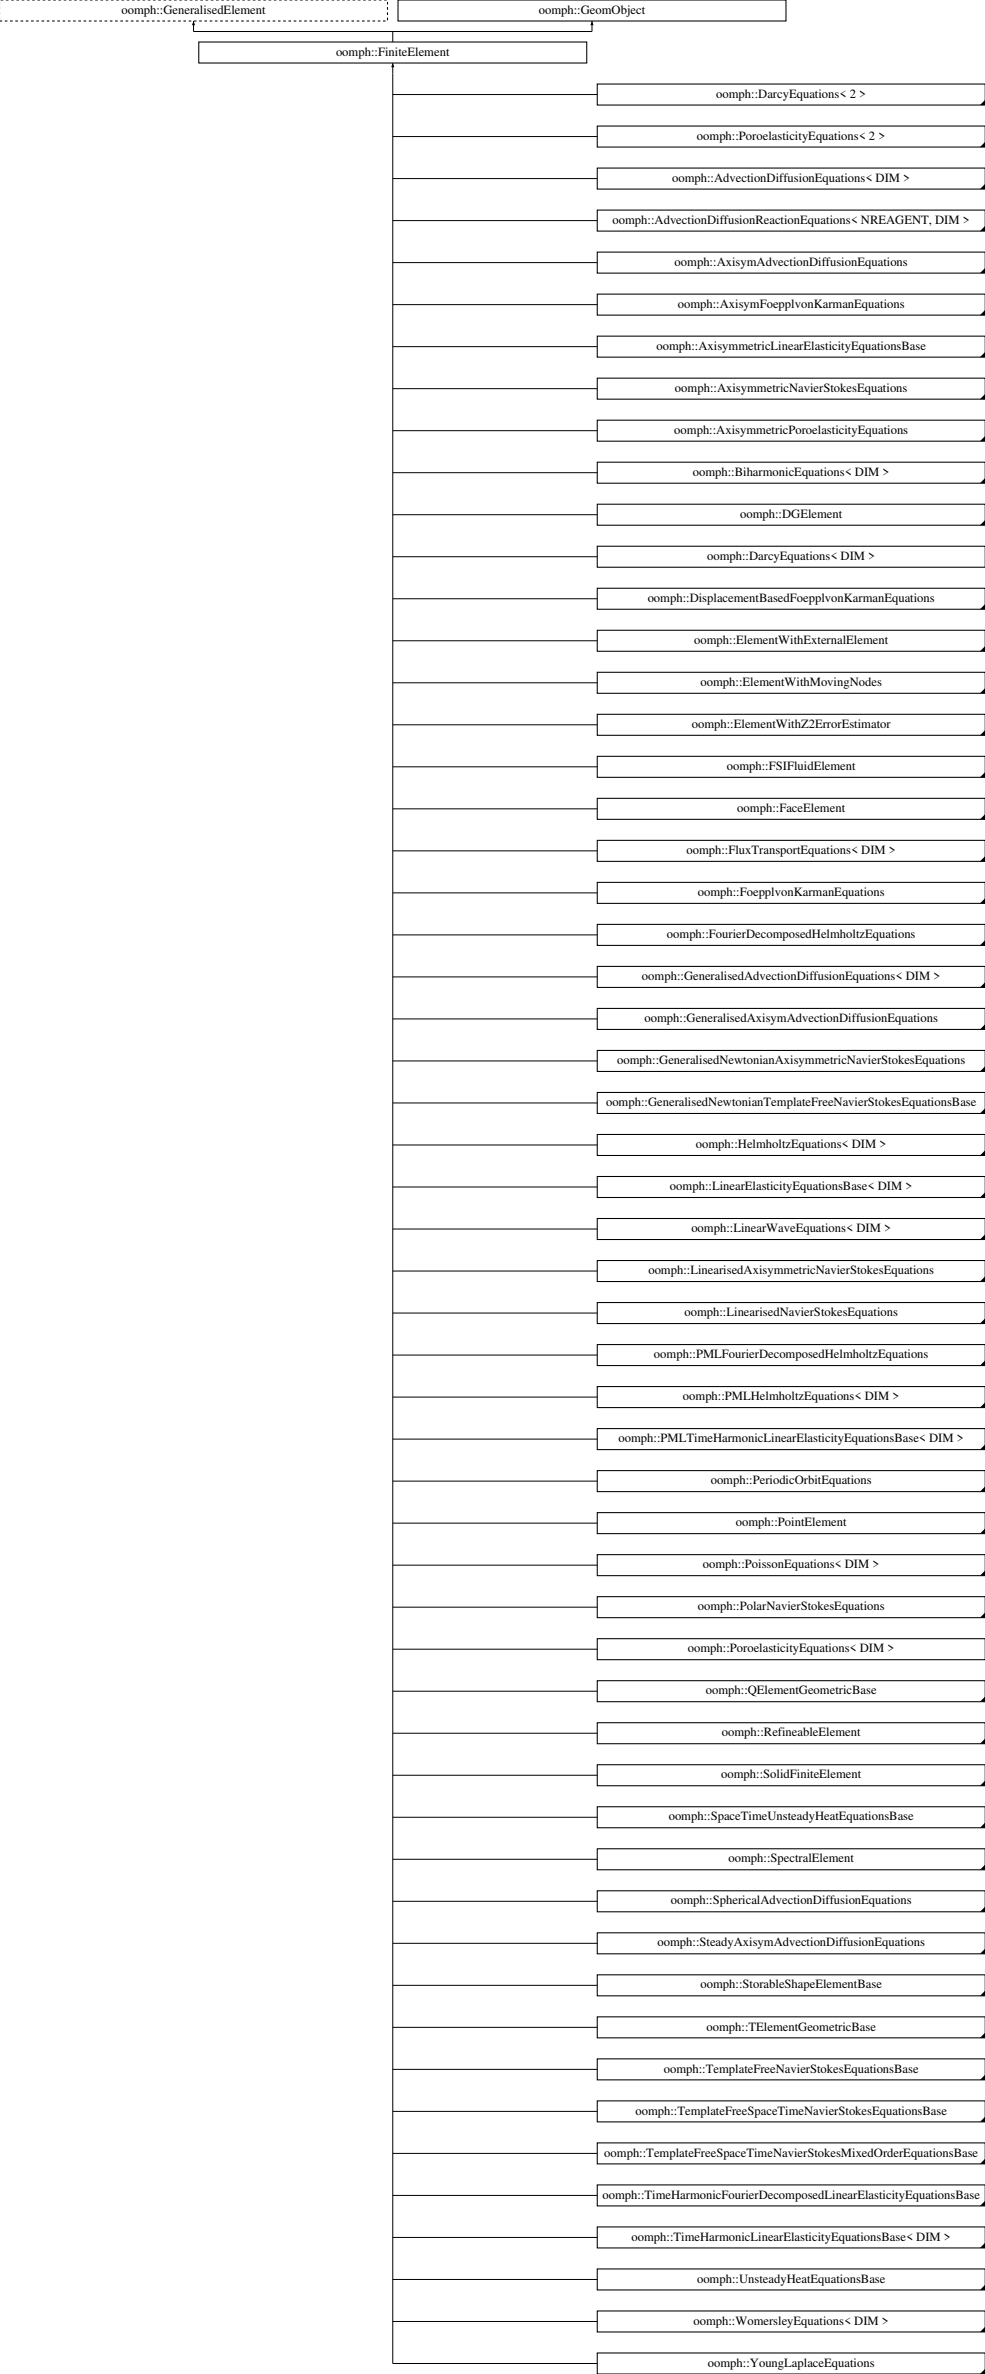 oomph::GeneralisedElement
oomph::GeomObject
oomph::FiniteElement
oomph::DarcyEquations< 2 >
oomph::PoroelasticityEquations< 2 >
oomph::AdvectionDiffusionEquations< DIM >
oomph::AdvectionDiffusionReactionEquations< NREAGENT, DIM >
oomph::AxisymAdvectionDiffusionEquations
oomph::AxisymFoepplvonKarmanEquations
oomph::AxisymmetricLinearElasticityEquationsBase
oomph::AxisymmetricNavierStokesEquations
oomph::AxisymmetricPoroelasticityEquations
oomph::BiharmonicEquations< DIM >
oomph::DGElement
oomph::DarcyEquations< DIM >
oomph::DisplacementBasedFoepplvonKarmanEquations
oomph::ElementWithExternalElement
oomph::ElementWithMovingNodes
oomph::ElementWithZ2ErrorEstimator
oomph::FSIFluidElement
oomph::FaceElement
oomph::FluxTransportEquations< DIM >
oomph::FoepplvonKarmanEquations
oomph::FourierDecomposedHelmholtzEquations
oomph::GeneralisedAdvectionDiffusionEquations< DIM >
oomph::GeneralisedAxisymAdvectionDiffusionEquations
oomph::GeneralisedNewtonianAxisymmetricNavierStokesEquations
oomph::GeneralisedNewtonianTemplateFreeNavierStokesEquationsBase
oomph::HelmholtzEquations< DIM >
oomph::LinearElasticityEquationsBase< DIM >
oomph::LinearWaveEquations< DIM >
oomph::LinearisedAxisymmetricNavierStokesEquations
oomph::LinearisedNavierStokesEquations
oomph::PMLFourierDecomposedHelmholtzEquations
oomph::PMLHelmholtzEquations< DIM >
oomph::PMLTimeHarmonicLinearElasticityEquationsBase< DIM >
oomph::PeriodicOrbitEquations
oomph::PointElement
oomph::PoissonEquations< DIM >
oomph::PolarNavierStokesEquations
oomph::PoroelasticityEquations< DIM >
oomph::QElementGeometricBase
oomph::RefineableElement
oomph::SolidFiniteElement
oomph::SpaceTimeUnsteadyHeatEquationsBase
oomph::SpectralElement
oomph::SphericalAdvectionDiffusionEquations
oomph::SteadyAxisymAdvectionDiffusionEquations
oomph::StorableShapeElementBase
oomph::TElementGeometricBase
oomph::TemplateFreeNavierStokesEquationsBase
oomph::TemplateFreeSpaceTimeNavierStokesEquationsBase
oomph::TemplateFreeSpaceTimeNavierStokesMixedOrderEquationsBase
oomph::TimeHarmonicFourierDecomposedLinearElasticityEquationsBase
oomph::TimeHarmonicLinearElasticityEquationsBase< DIM >
oomph::UnsteadyHeatEquationsBase
oomph::WomersleyEquations< DIM >
oomph::YoungLaplaceEquations